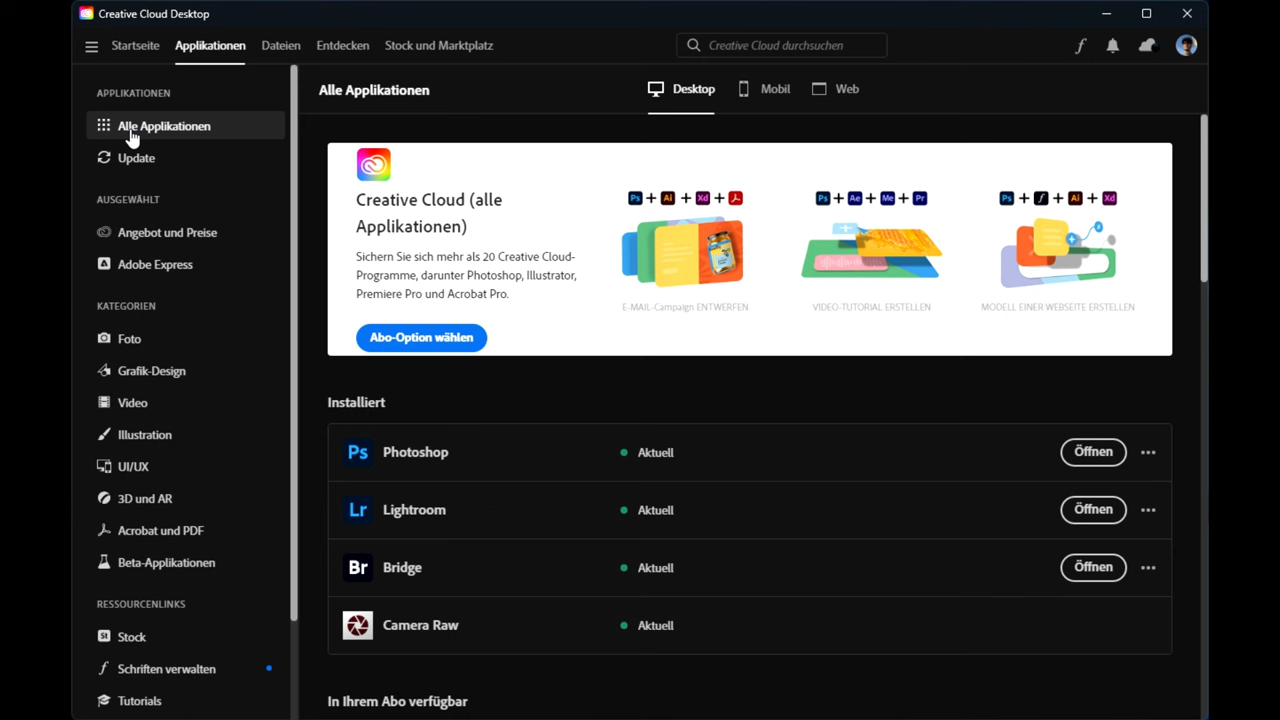 Creative Cloud Desktop
Startseite Applikationen Dateien Entdecken Stock und Marktplatz
Creative Cloud durchsuchen
APPLIKATIONEN
Alle Applikationen
Update
AUSGEWÄHLT
Angebot und Preise
Adobe Express
KATEGORIEN
Foto
Grafik-Design
Video
Illustration
UI/UX
3D und AR
Acrobat und PDF
Beta-Applikationen
RESSOURCENLINKS
Stock
Schriften verwalten
Tutorials
Alle Applikationen
Desktop Mobil Web
Creative Cloud (alle
Applikationen)
Sichern Sie sich mehr als 20 Creative Cloud-
Programme, darunter Photoshop, Illustrator,
Premiere Pro und Acrobat Pro.
Abo-Option wählen
Ps + Ai + Xd +
E-MAIL-Campaign ENTWERFEN
Ps + Ae + Me + Pr
VIDEO-TUTORIAL ERSTELLEN
Ps + f + Ai + Xd
MODELL EINER WEBSEITE ERSTELLEN
Installiert
Ps Photoshop Aktuell Öffnen
Lr Lightroom Aktuell Öffnen
Br Bridge Aktuell Öffnen
Camera Raw Aktuell
In Ihrem Abo verfügbar